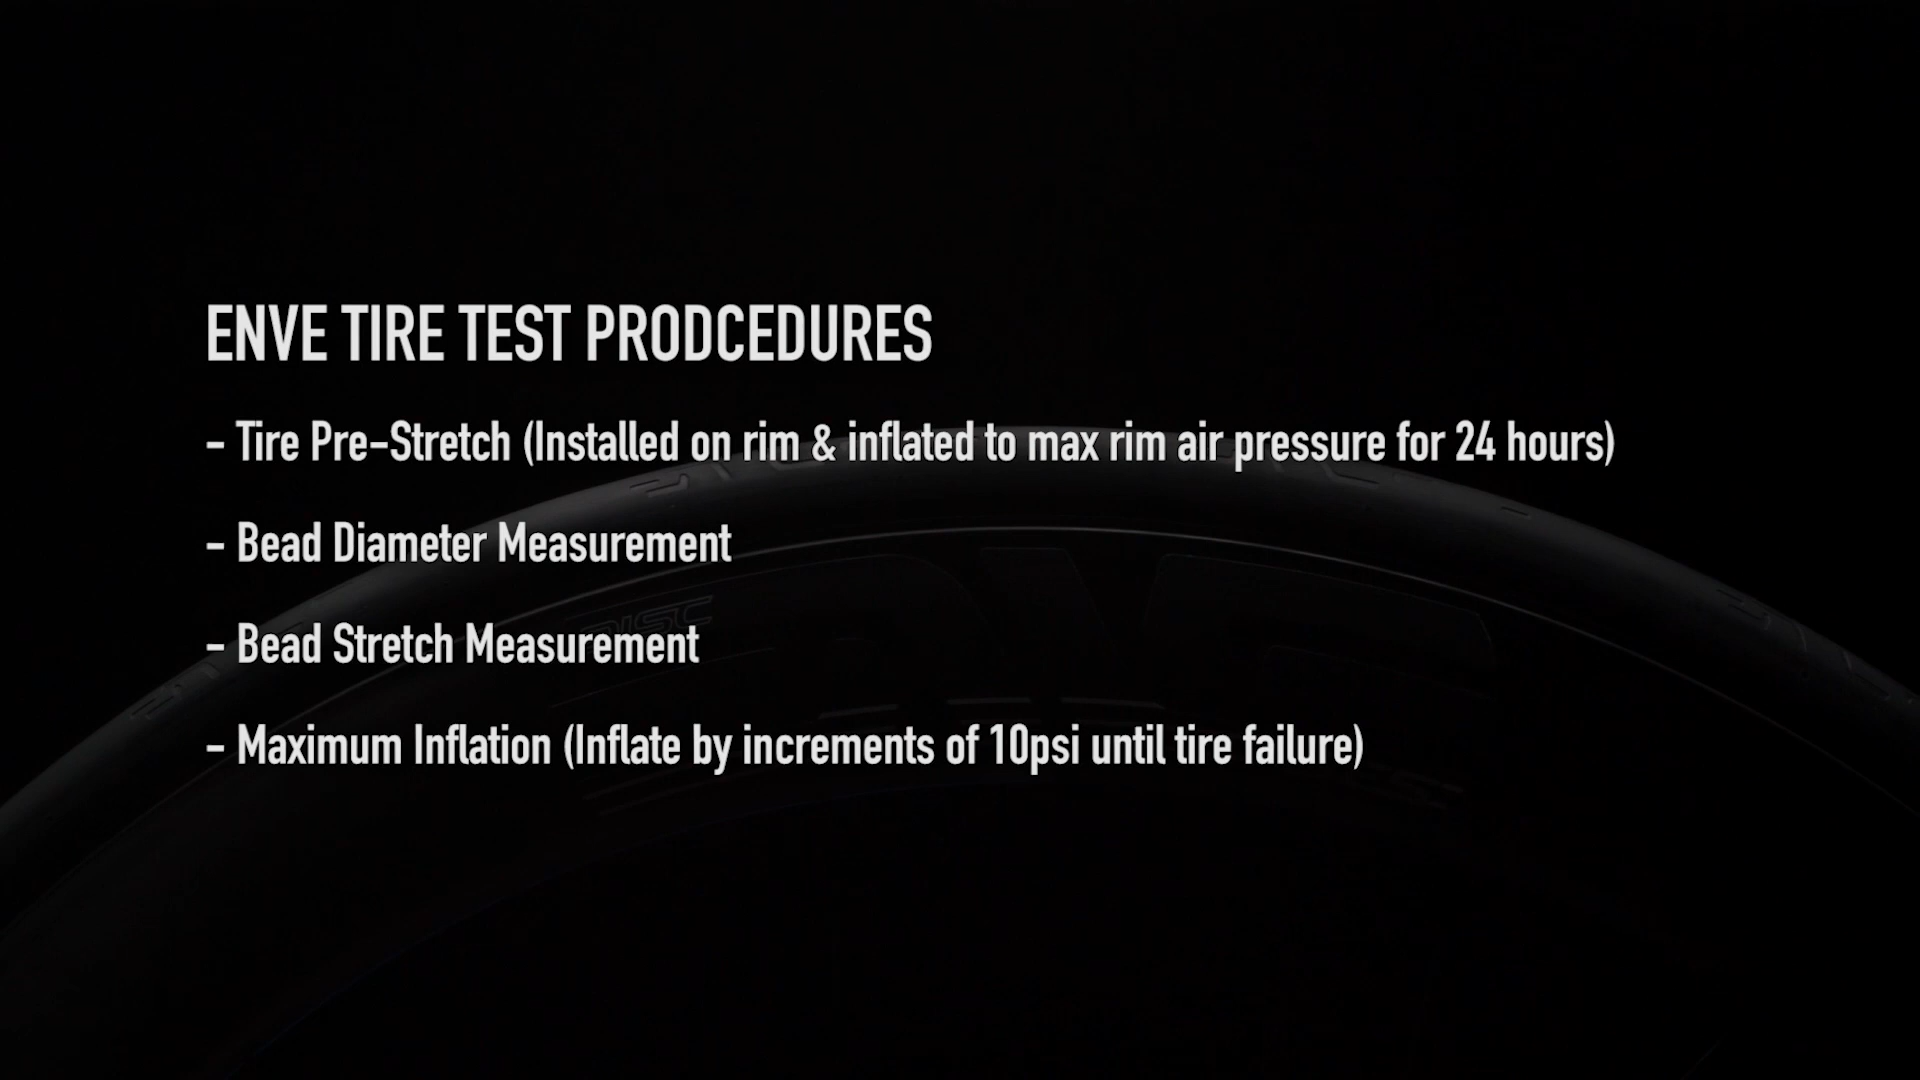 ENVE TIRE TEST PRODCEDURES
- Tire Pre-Stretch (Installed on rim & inflated to max rim air pressure for 24 hours)
- Bead Diameter Measurement
DISC
- Bead Stretch Measurement
- Maximum Inflation (Inflate by increments of 10psi until tire failure)